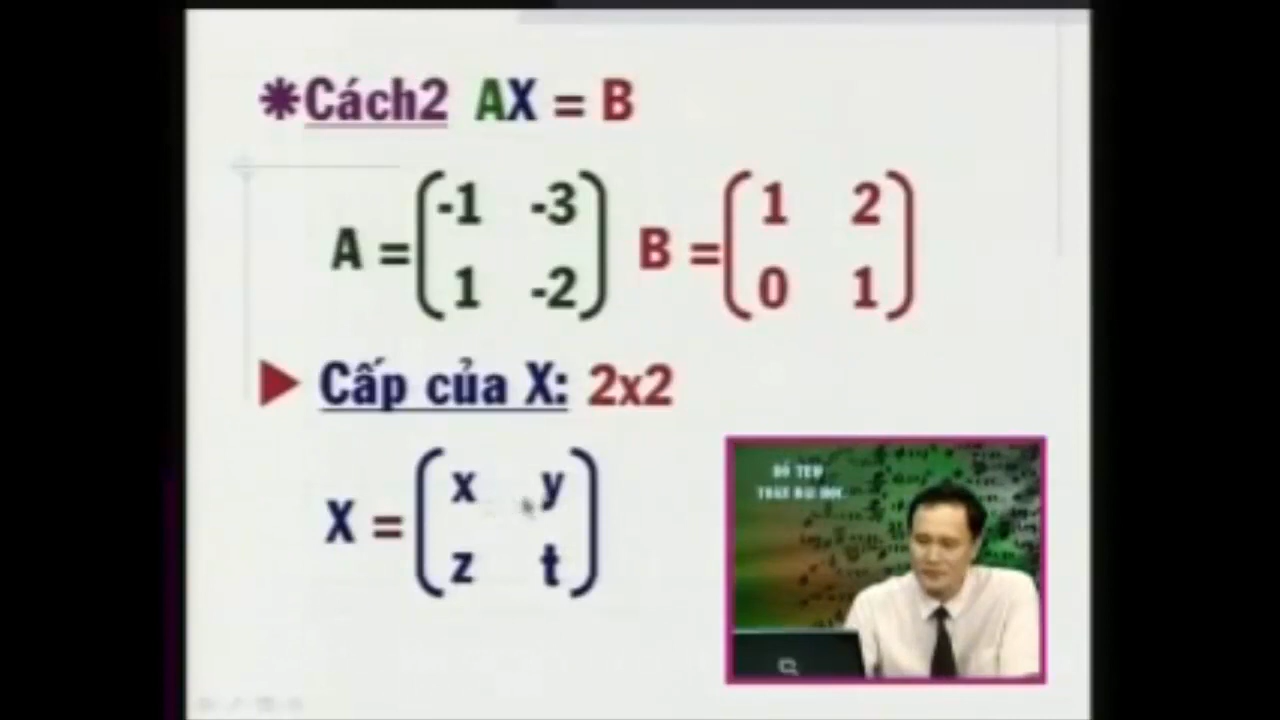 *Cách2 AX = B
A = (-1 -3 B = (1 2
1 -2) 0 1)
Cấp của X: 2x2
X = (x y
z t)